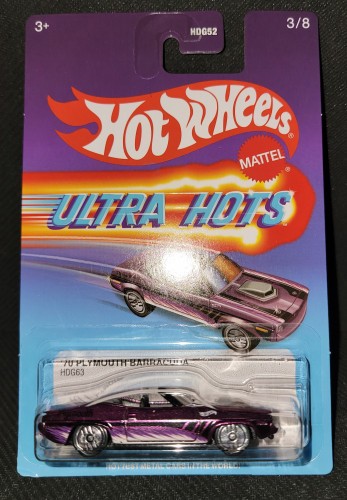 3+
HDG52
3/8
Hot Wheels
MATTEL
ULTRA HOTS
'70 PLYMOUTH BARRACUDA
HDG63